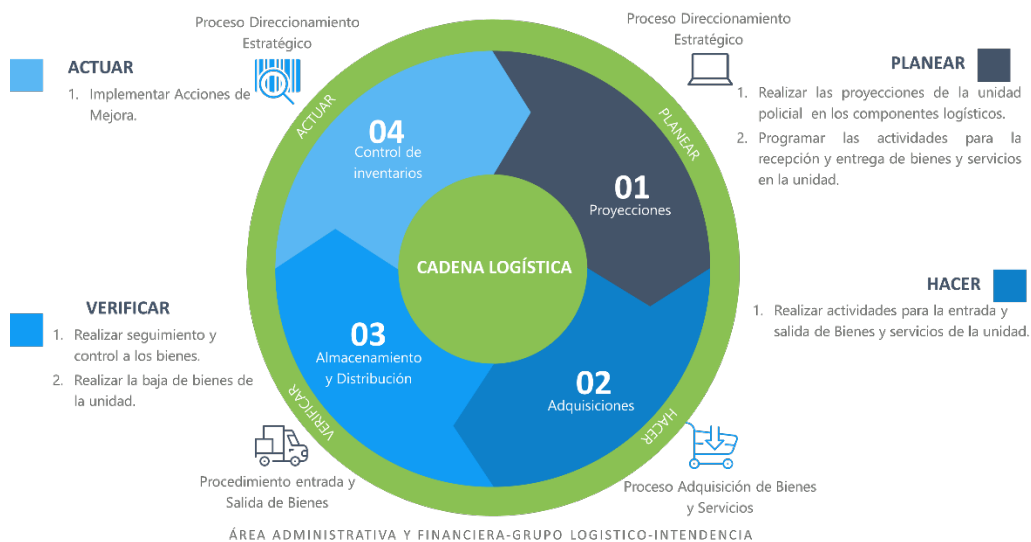 Proceso Direccionamiento
Estratégico
Proceso Direccionamiento
Estratégico
ACTUAR
1. Implementar Acciones de
Mejora.
PLANEAR
1. Realizar las proyecciones de la unidad
policial en los componentes logísticos.
2. Programar las actividades para la
recepción y entrega de bienes y servicios
en la unidad.
ACTUAR
PLANEAR
04
Control de
inventarios
01
Proyecciones
CADENA LOGÍSTICA
VERIFICAR
1. Realizar seguimiento y
control a los bienes.
2. Realizar la baja de bienes de
la unidad.
HACER
1. Realizar actividades para la entrada y
salida de Bienes y servicios de la unidad.
03
Almacenamiento
y Distribución
02
Adquisiciones
VERIFICAR
HACER
Procedimiento entrada y
Salida de Bienes
Proceso Adquisición de Bienes
y Servicios
ÁREA ADMINISTRATIVA Y FINANCIERA-GRUPO LOGISTICO-INTENDENCIA